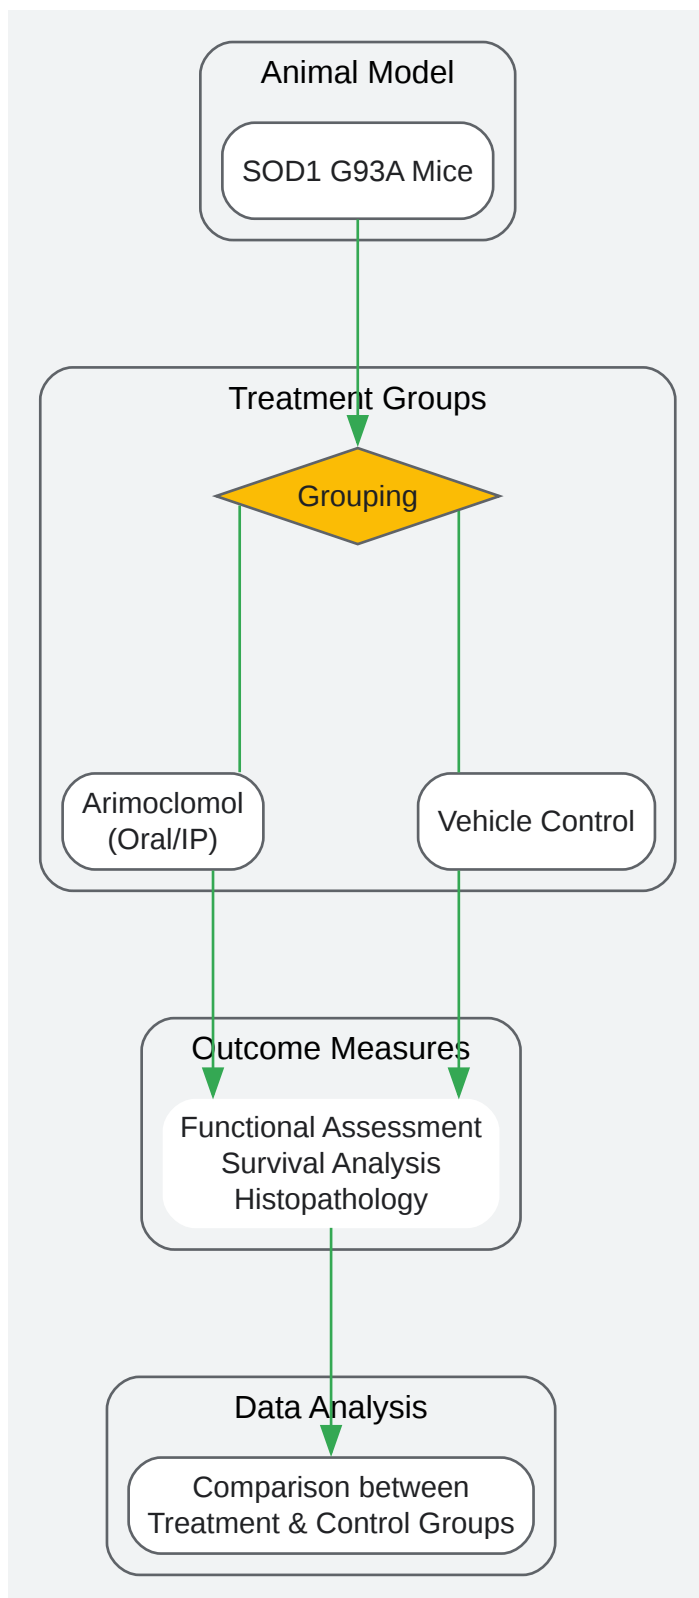 Animal Model
SOD1 G93A Mice
Treatment Groups
Grouping
Arimoclomol
(Oral/IP)
Vehicle Control
Outcome Measures
Functional Assessment
Survival Analysis
Histopathology
Data Analysis
Comparison between
Treatment & Control Groups